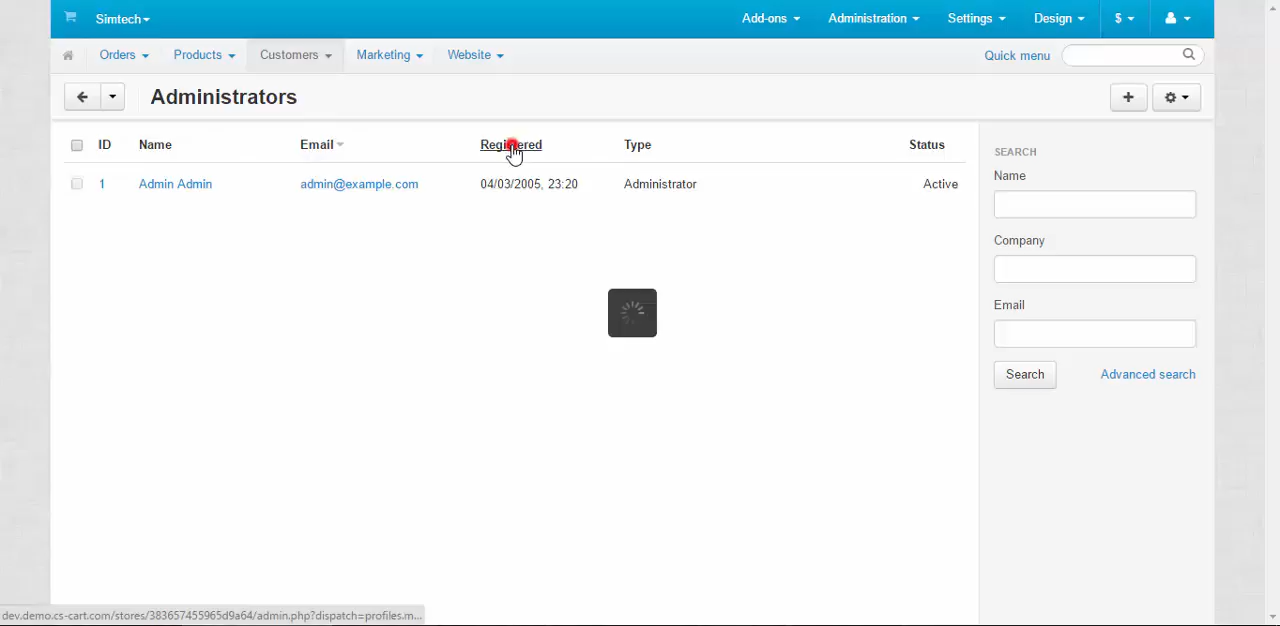 Simtech Add-ons Administration Settings Design $
Orders Products Customers Marketing Website Quick menu
Administrators
ID Name Email Registered Type Status
1 Admin Admin admin@example.com 04/03/2005, 23:20 Administrator Active
SEARCH
Name
Company
Email
Search Advanced search
dev.demo.cs-cart.com/stores/383657455965d9a64/admin.php?dispatch=profiles.m...